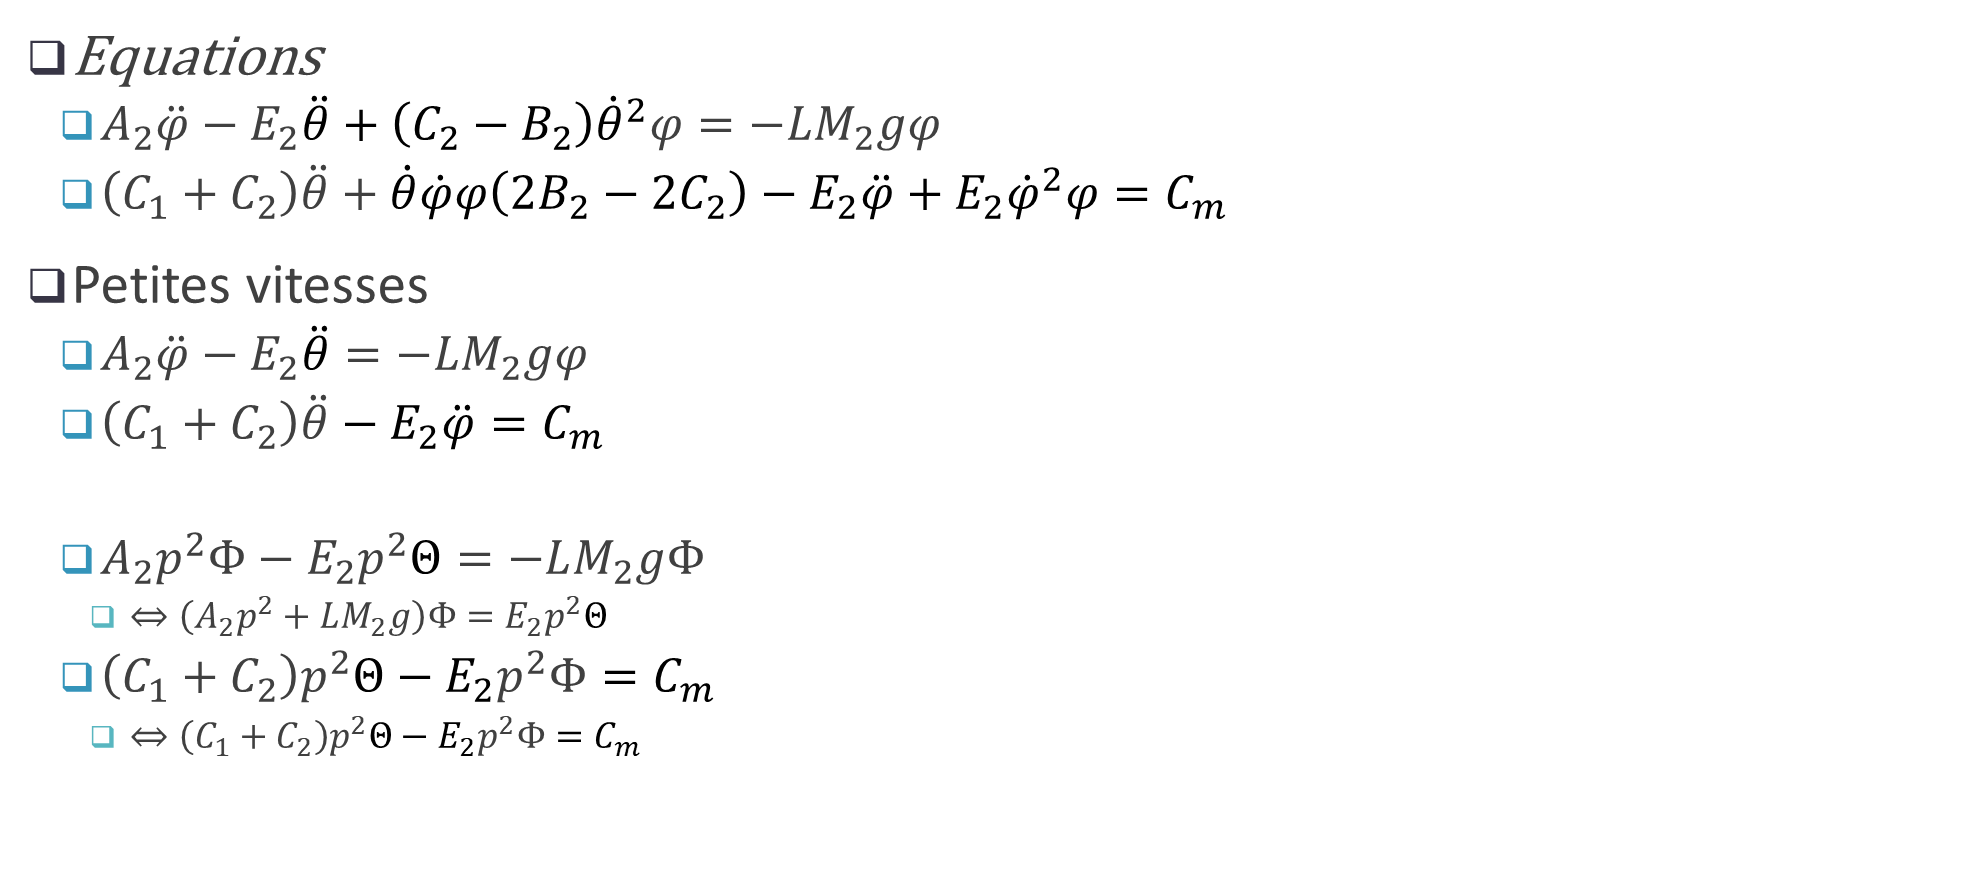 ❑ Equations
❑ A₂φ̈ − E₂θ̈ + (C₂ − B₂)θ̇²φ = −LM₂gφ
❑ (C₁ + C₂)θ̈ + θ̇φ̇φ(2B₂ − 2C₂) − E₂φ̈ + E₂φ̇²φ = Cₘ
❑ Petites vitesses
❑ A₂φ̈ − E₂θ̈ = −LM₂gφ
❑ (C₁ + C₂)θ̈ − E₂φ̈ = Cₘ
❑ A₂p²Φ − E₂p²Θ = −LM₂gΦ
❑ ⇔ (A₂p² + LM₂g)Φ = E₂p²Θ
❑ (C₁ + C₂)p²Θ − E₂p²Φ = Cₘ
❑ ⇔ (C₁ + C₂)p²Θ − E₂p²Φ = Cₘ